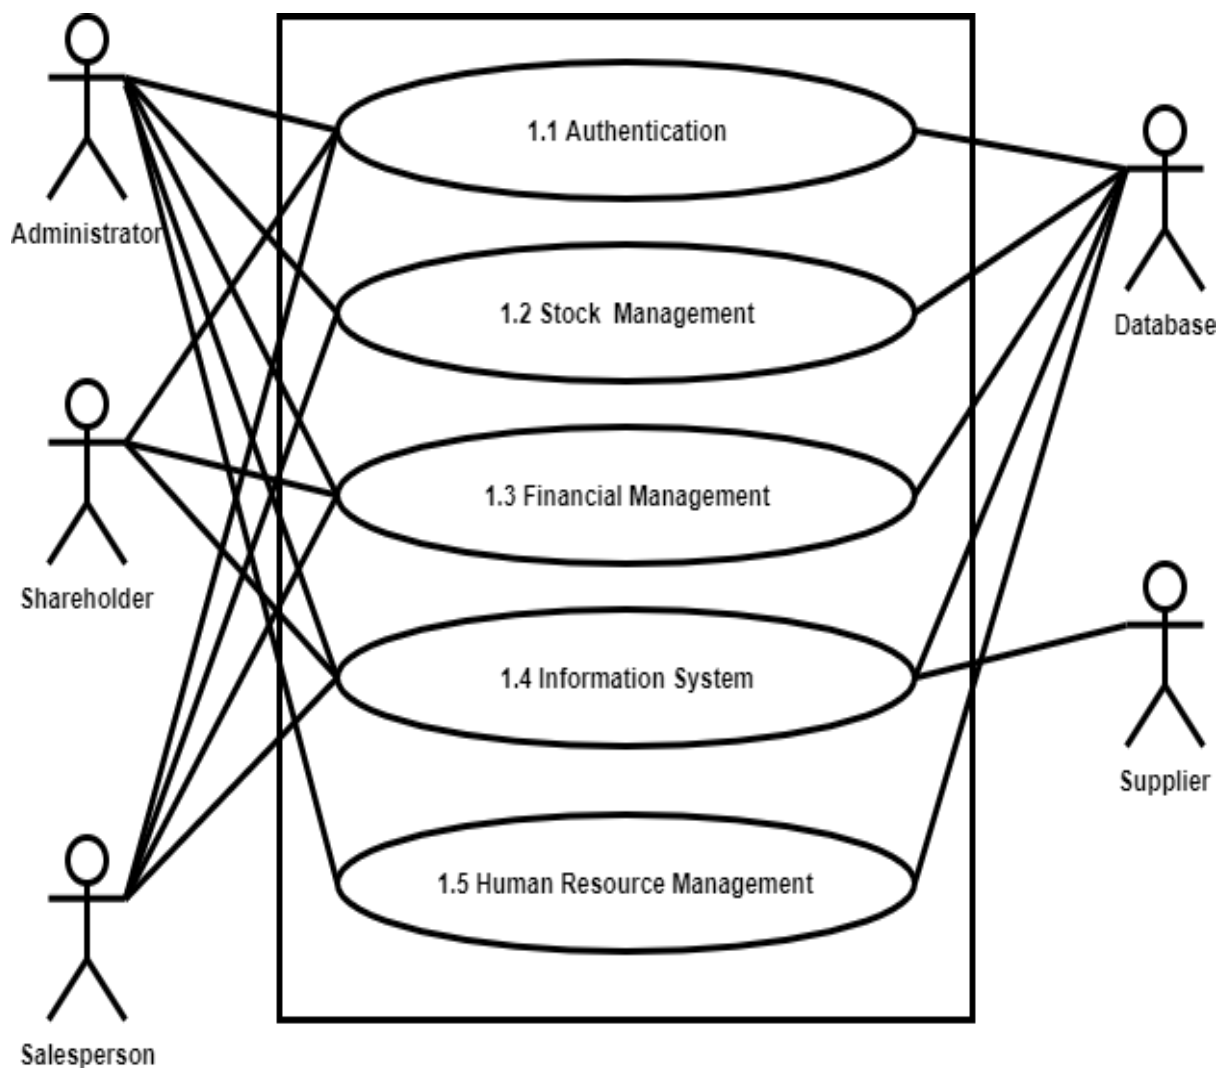 Administrator
Shareholder
Salesperson
1.1 Authentication
1.2 Stock  Management
1.3 Financial Management
1.4 Information System
1.5 Human Resource Management
Database
Supplier